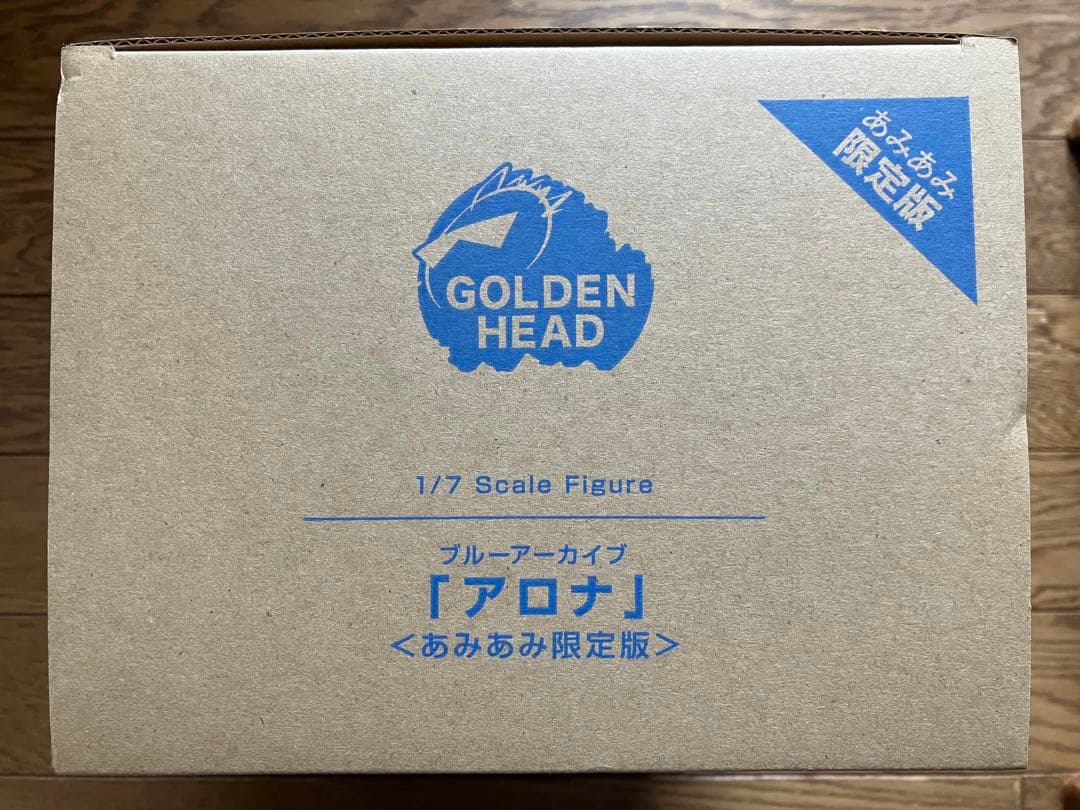 あみあみ
限定版
GOLDEN
HEAD
1/7 Scale Figure
ブルーアーカイブ
「アロナ」
<あみあみ限定版>